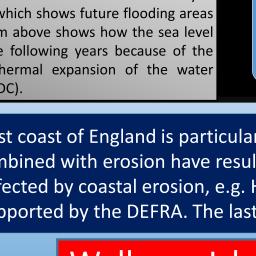 which shows future flooding areas
m above shows how the sea level
e following years because of the
hermal expansion of the water
OC).
st coast of England is particular
mbined with erosion have resul
fected by coastal erosion, e.g. H
pported by the DEFRA. The last